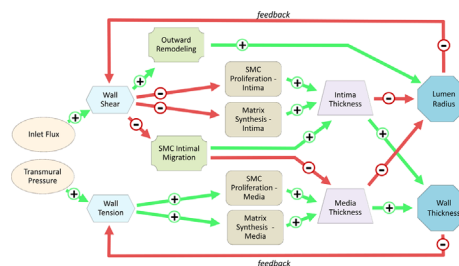 feedback
Outward
Remodeling
SMC
Proliferation -
Intima
Wall
Shear
Matrix
Synthesis -
Intima
Intima
Thickness
Lumen
Radius
Inlet Flux
SMC Intimal
Migration
Transmural
Pressure
SMC
Proliferation -
Media
Wall
Tension
Matrix
Synthesis -
Media
Media
Thickness
Wall
Thickness
feedback